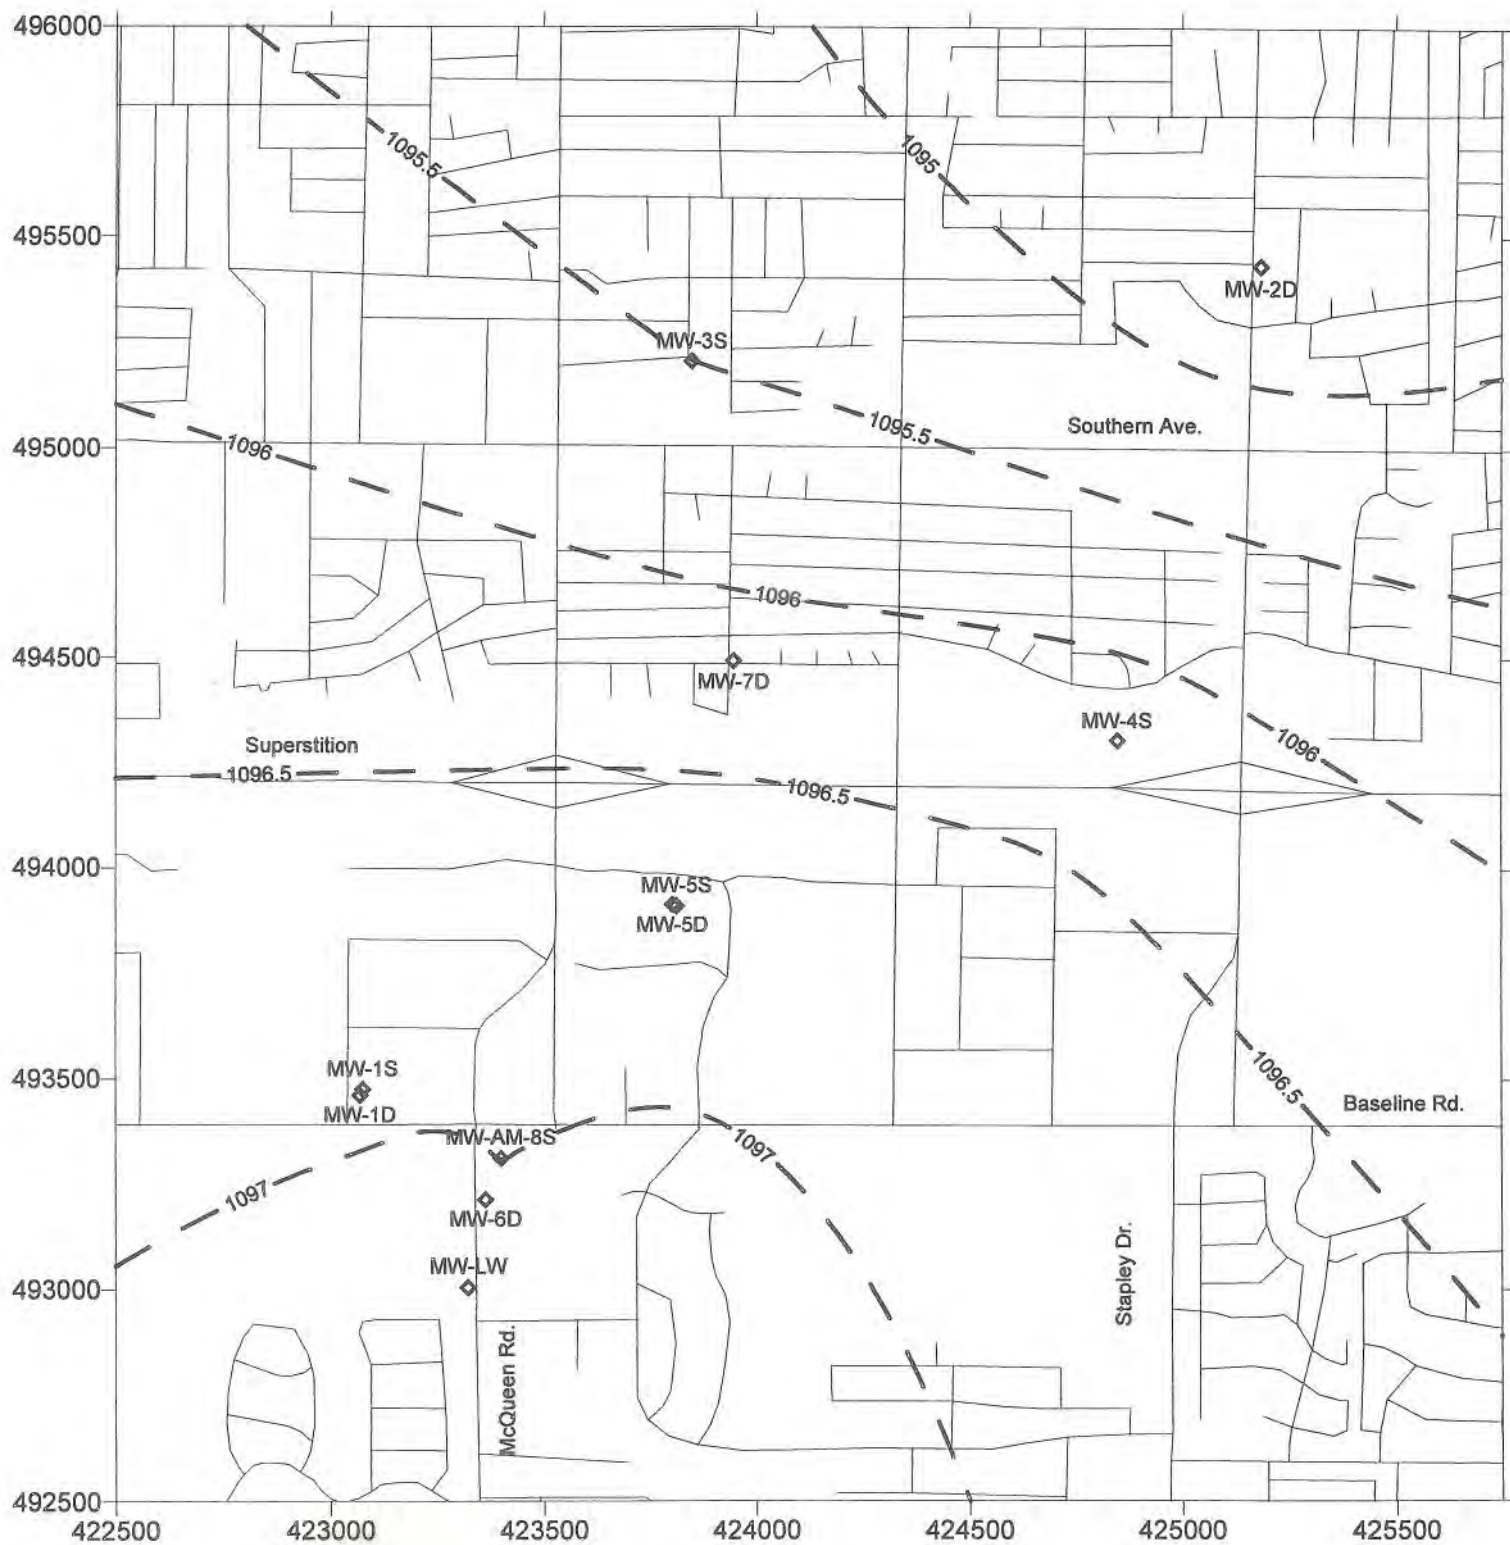 496000
1095.5
1095
495500
MW-2D
MW-3S
1095.5
Southern Ave.
495000
1096
1096
494500
MW-7D
MW-4S
Superstition
1096
1096.5
1096.5
494000
MW-5S
MW-5D
493500
MW-1S
MW-1D
1096.5
Baseline Rd.
MW-AM-8S
1097
1097
MW-6D
MW-LW
493000
Stapley Dr.
McQueen Rd.
492500
422500 423000 423500 424000 424500 425000 425500